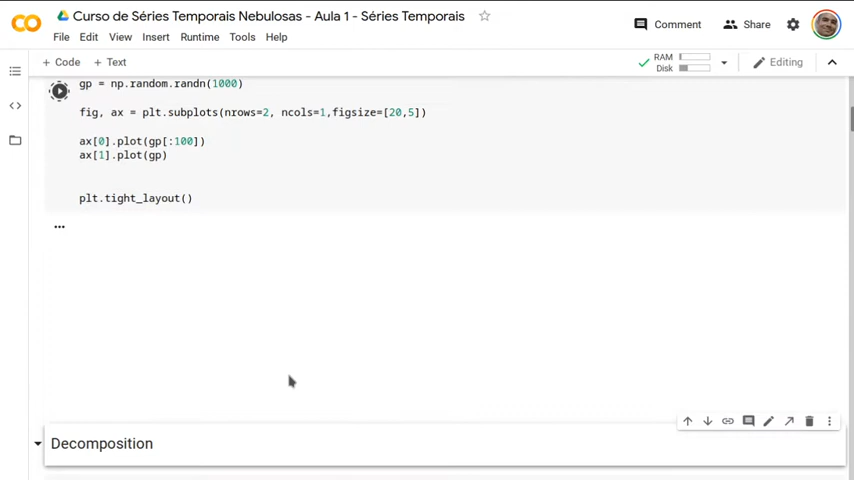 Curso de Séries Temporais Nebulosas - Aula 1 - Séries Temporais
Comment
Share
File Edit View Insert Runtime Tools Help
+ Code + Text
RAM
Disk
Editing
gp = np.random.randn(1000)
fig, ax = plt.subplots(nrows=2, ncols=1,figsize=[20,5])
ax[0].plot(gp[:100])
ax[1].plot(gp)
plt.tight_layout()
...
Decomposition